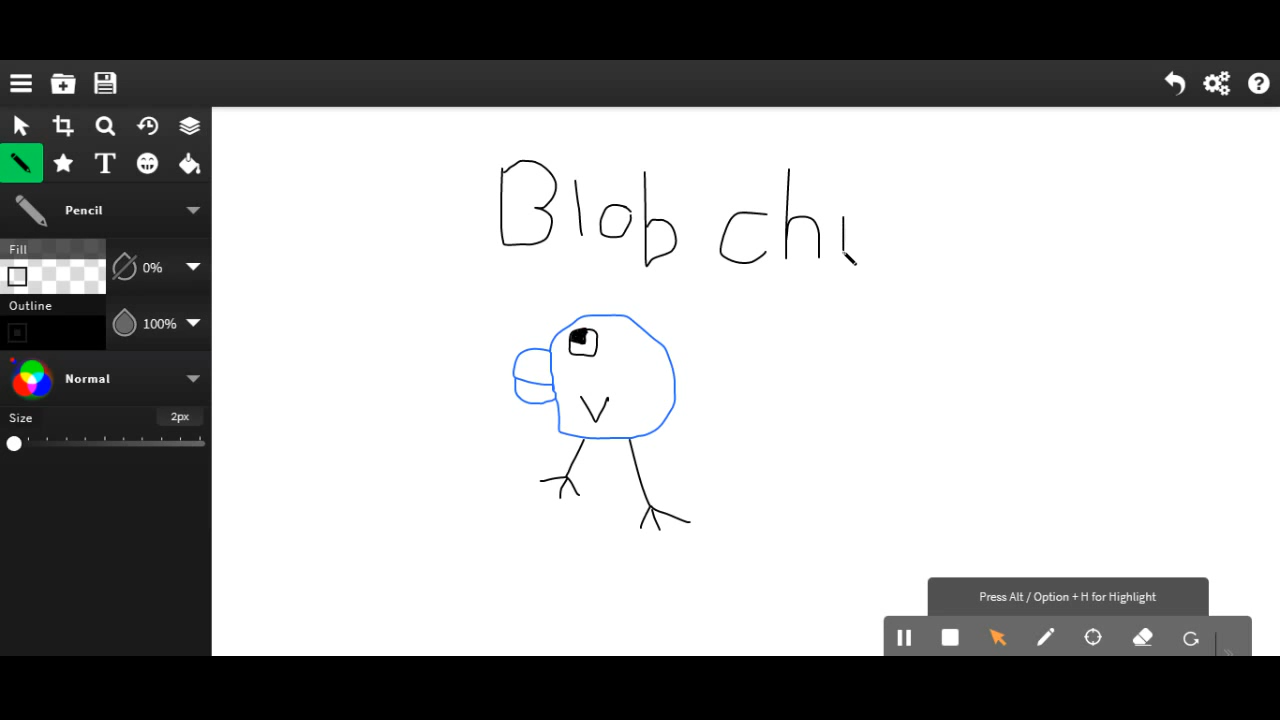 Blob chi
Pencil
Fill
0%
Outline
100%
Normal
Size
2px
Press Alt / Option + H for Highlight